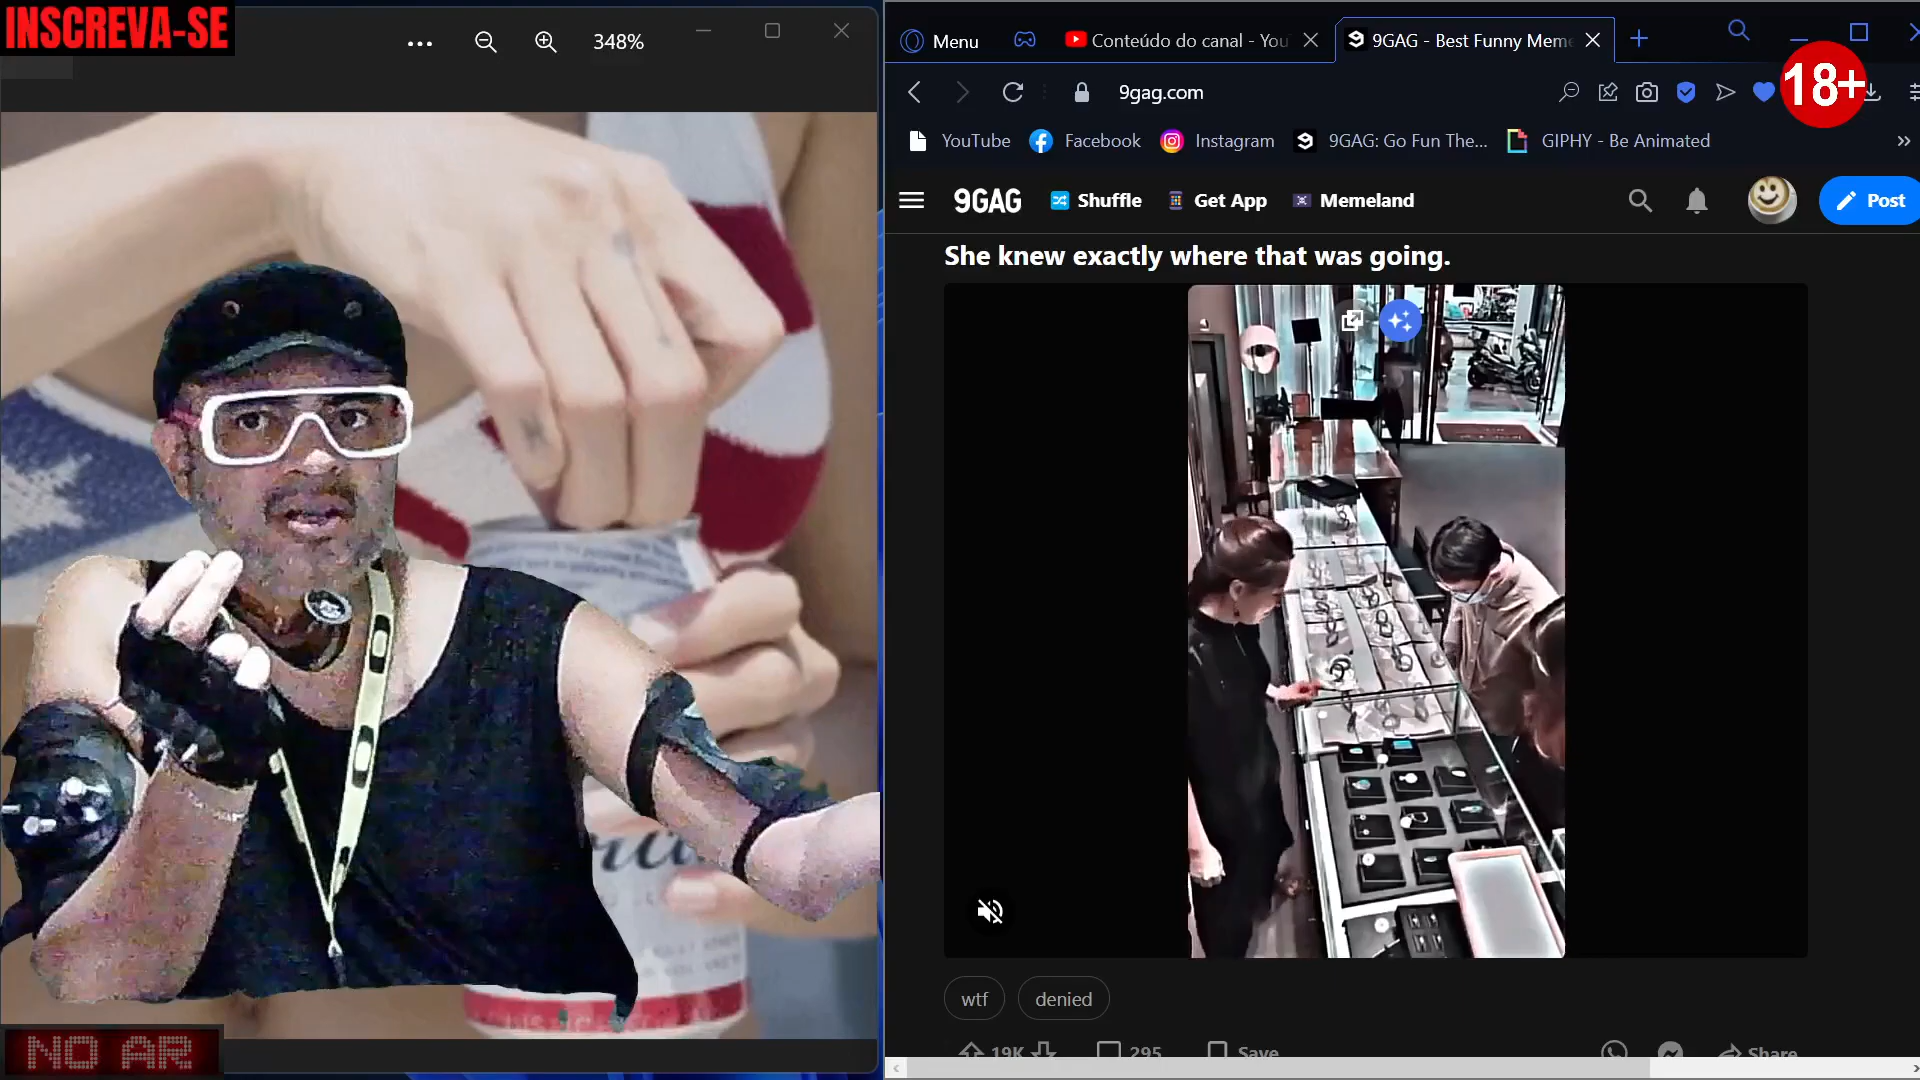 INSCREVA-SE
348%
NO AR
Menu
Conteúdo do canal - You
9GAG - Best Funny Meme
9gag.com
18+
YouTube
Facebook
Instagram
9GAG: Go Fun The...
GIPHY - Be Animated
9GAG
Shuffle
Get App
Memeland
Post
She knew exactly where that was going.
wtf
denied
19K
295
Save
Share